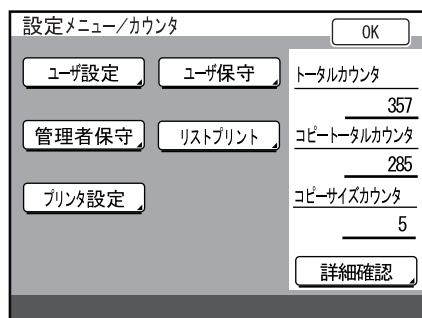 設定メニュー/カウンタ
OK
ユーザ設定
ユーザ保守
トータルカウンタ
357
管理者保守
リストプリント
コピートータルカウンタ
285
プリンタ設定
コピーサイズカウンタ
5
詳細確認